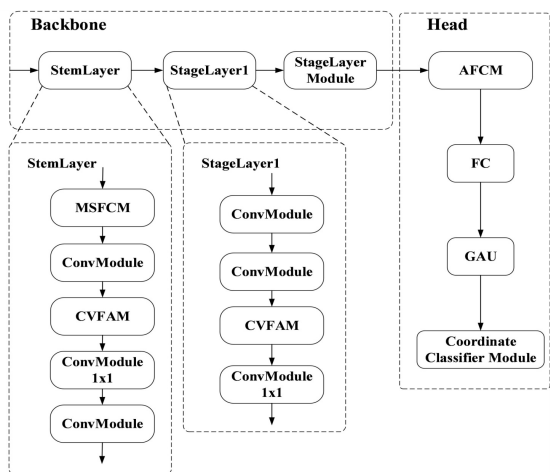 Backbone
StemLayer
StageLayer1
StageLayer
Module
StemLayer
MSFCM
ConvModule
CVFAM
ConvModule
1x1
ConvModule
StageLayer1
ConvModule
ConvModule
CVFAM
ConvModule
1x1
Head
AFCM
FC
GAU
Coordinate
Classifier Module